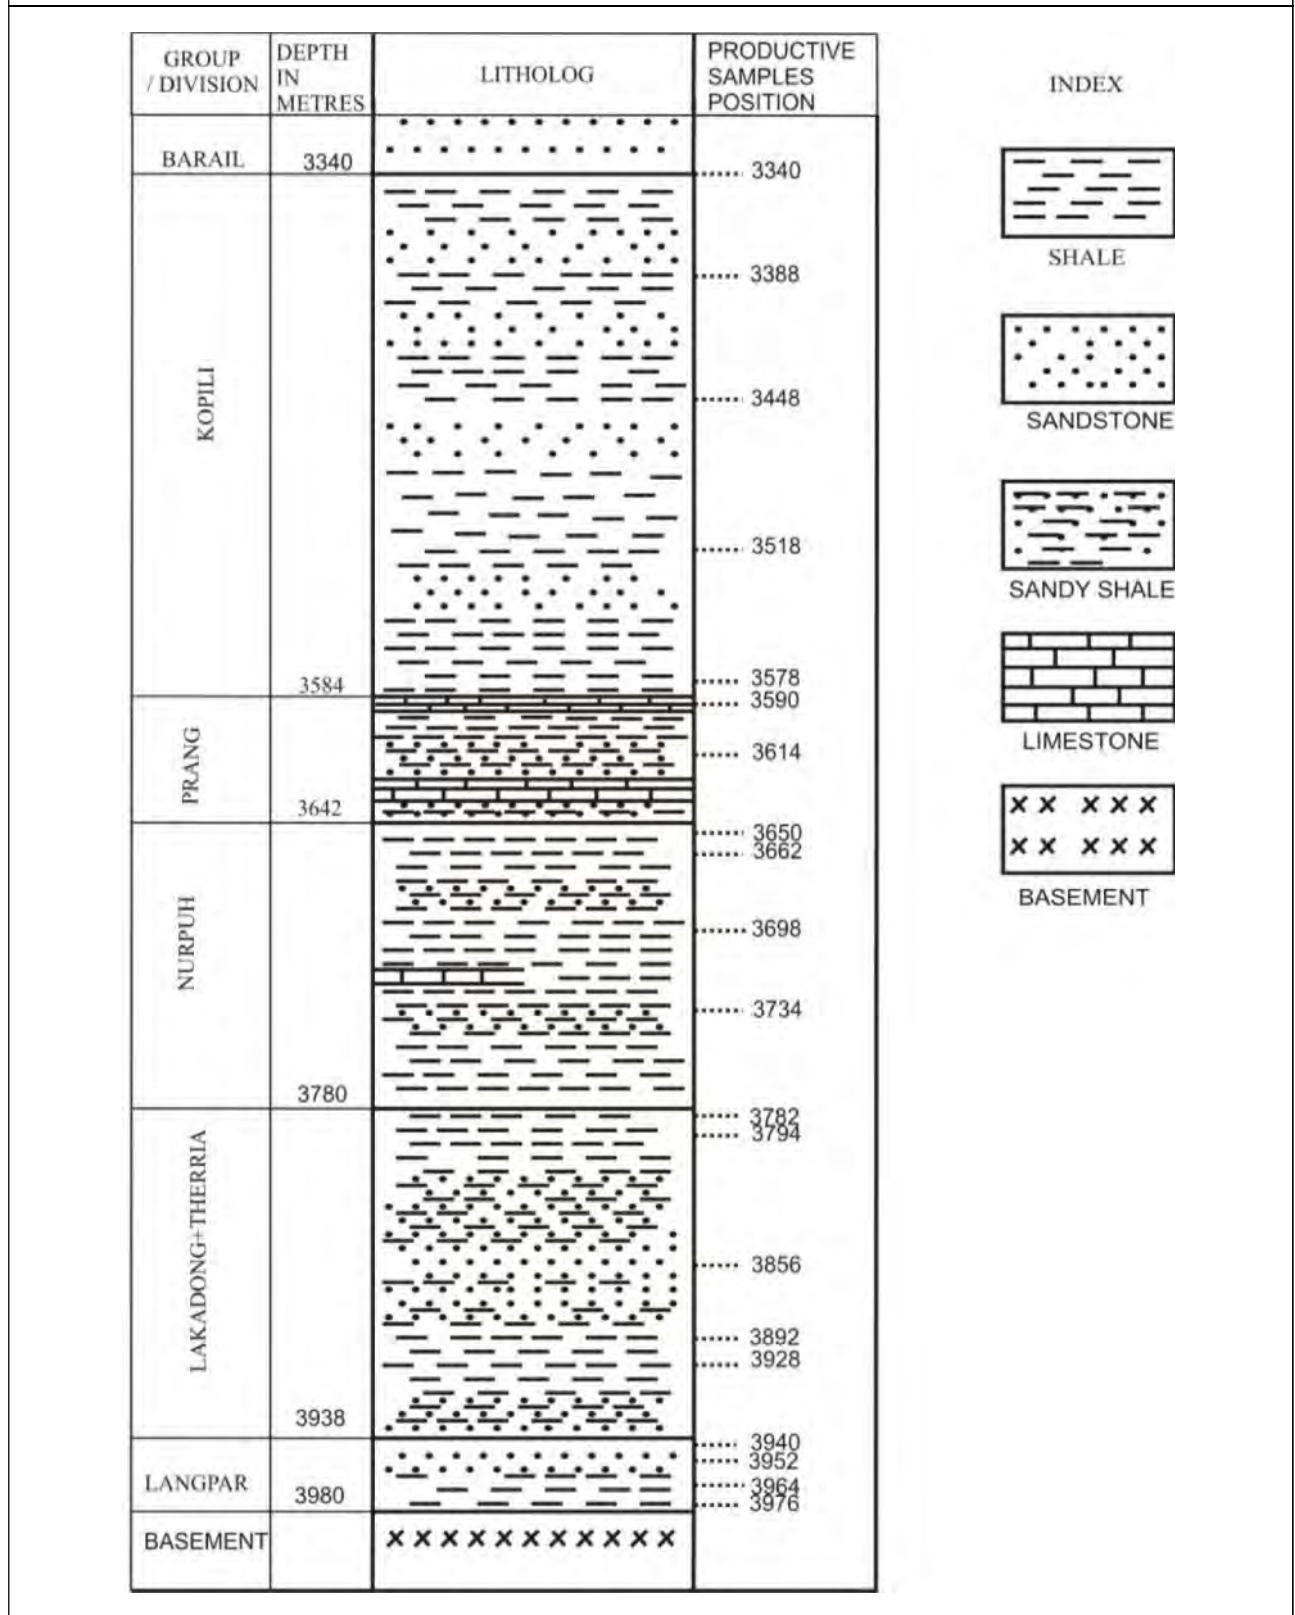 GROUP
/ DIVISION
DEPTH
IN
METRES
LITHOLOG
PRODUCTIVE
SAMPLES
POSITION
INDEX
BARAIL
3340
3340
KOPILI
3388
3448
3518
3578
3584
3590
PRANG
3614
3642
NURPUH
3650
3662
3698
3734
3780
LAKADONG+THERRIA
3782
3794
3856
3892
3928
3938
LANGPAR
3940
3952
3964
3976
3980
BASEMENT
SHALE
SANDSTONE
SANDY SHALE
LIMESTONE
BASEMENT